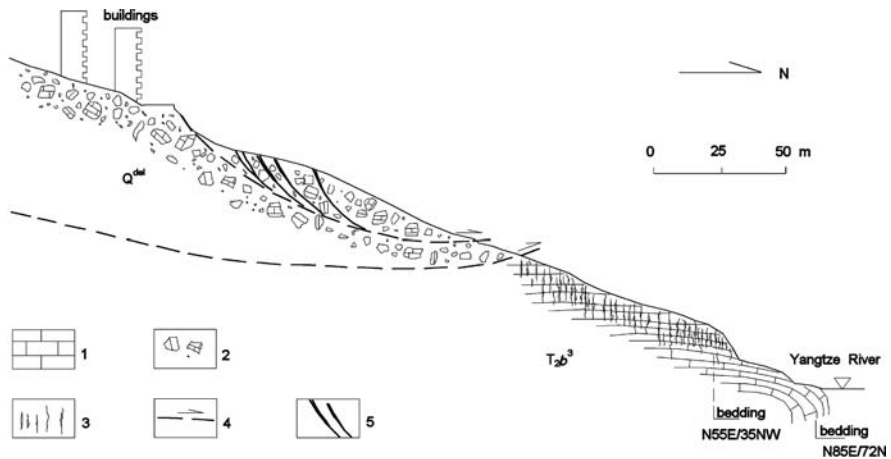 buildings
N
0 25 50 m
Q^del
T₂b³
Yangtze River
bedding
N55E/35NW
bedding
N85E/72N
1
2
3
4
5